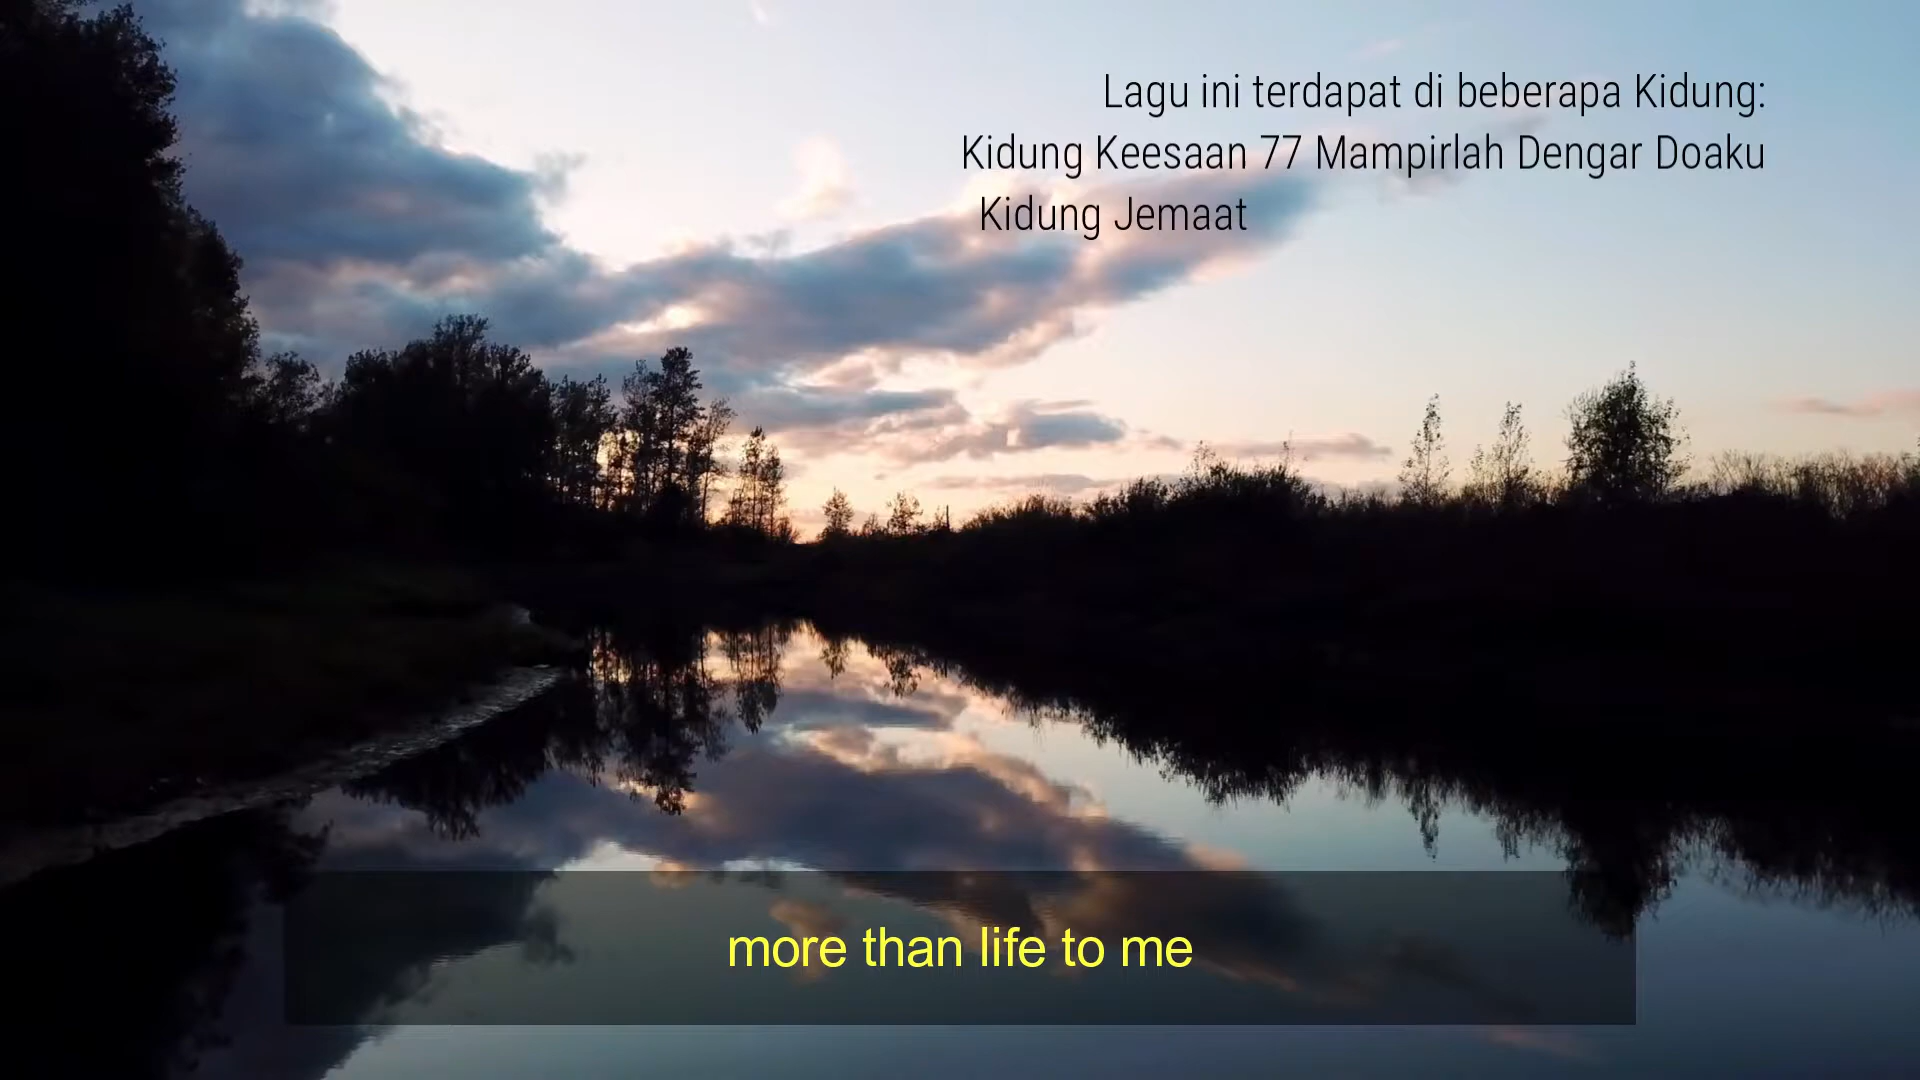 Lagu ini terdapat di beberapa Kidung:
Kidung Keesaan 77 Mampirlah Dengar Doaku
Kidung Jemaat
more than life to me